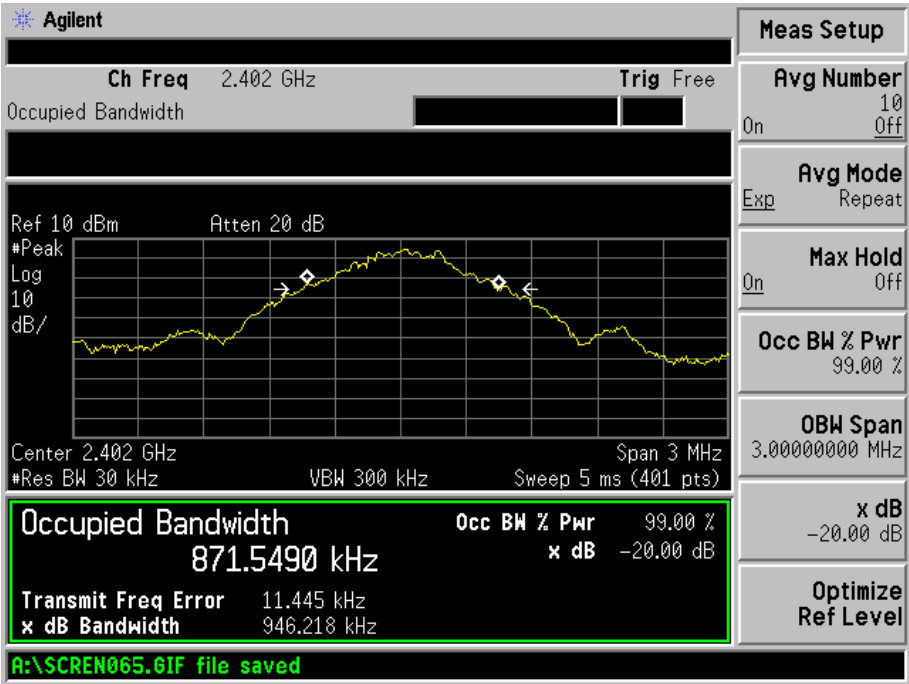 Agilent
Ch Freq 2.402 GHz Trig Free
Occupied Bandwidth
Ref 10 dBm Atten 20 dB
#Peak
Log
10
dB/
Center 2.402 GHz Span 3 MHz
#Res BW 30 kHz VBW 300 kHz Sweep 5 ms (401 pts)
Occupied Bandwidth
871.5490 kHz
Occ BW % Pwr 99.00 %
x dB -20.00 dB
Transmit Freq Error 11.445 kHz
x dB Bandwidth 946.218 kHz
A:\SCREN065.GIF file saved
Meas Setup
Avg Number
10
On Off
Avg Mode
Exp Repeat
Max Hold
On Off
Occ BW % Pwr
99.00 %
OBW Span
3.00000000 MHz
x dB
-20.00 dB
Optimize
Ref Level